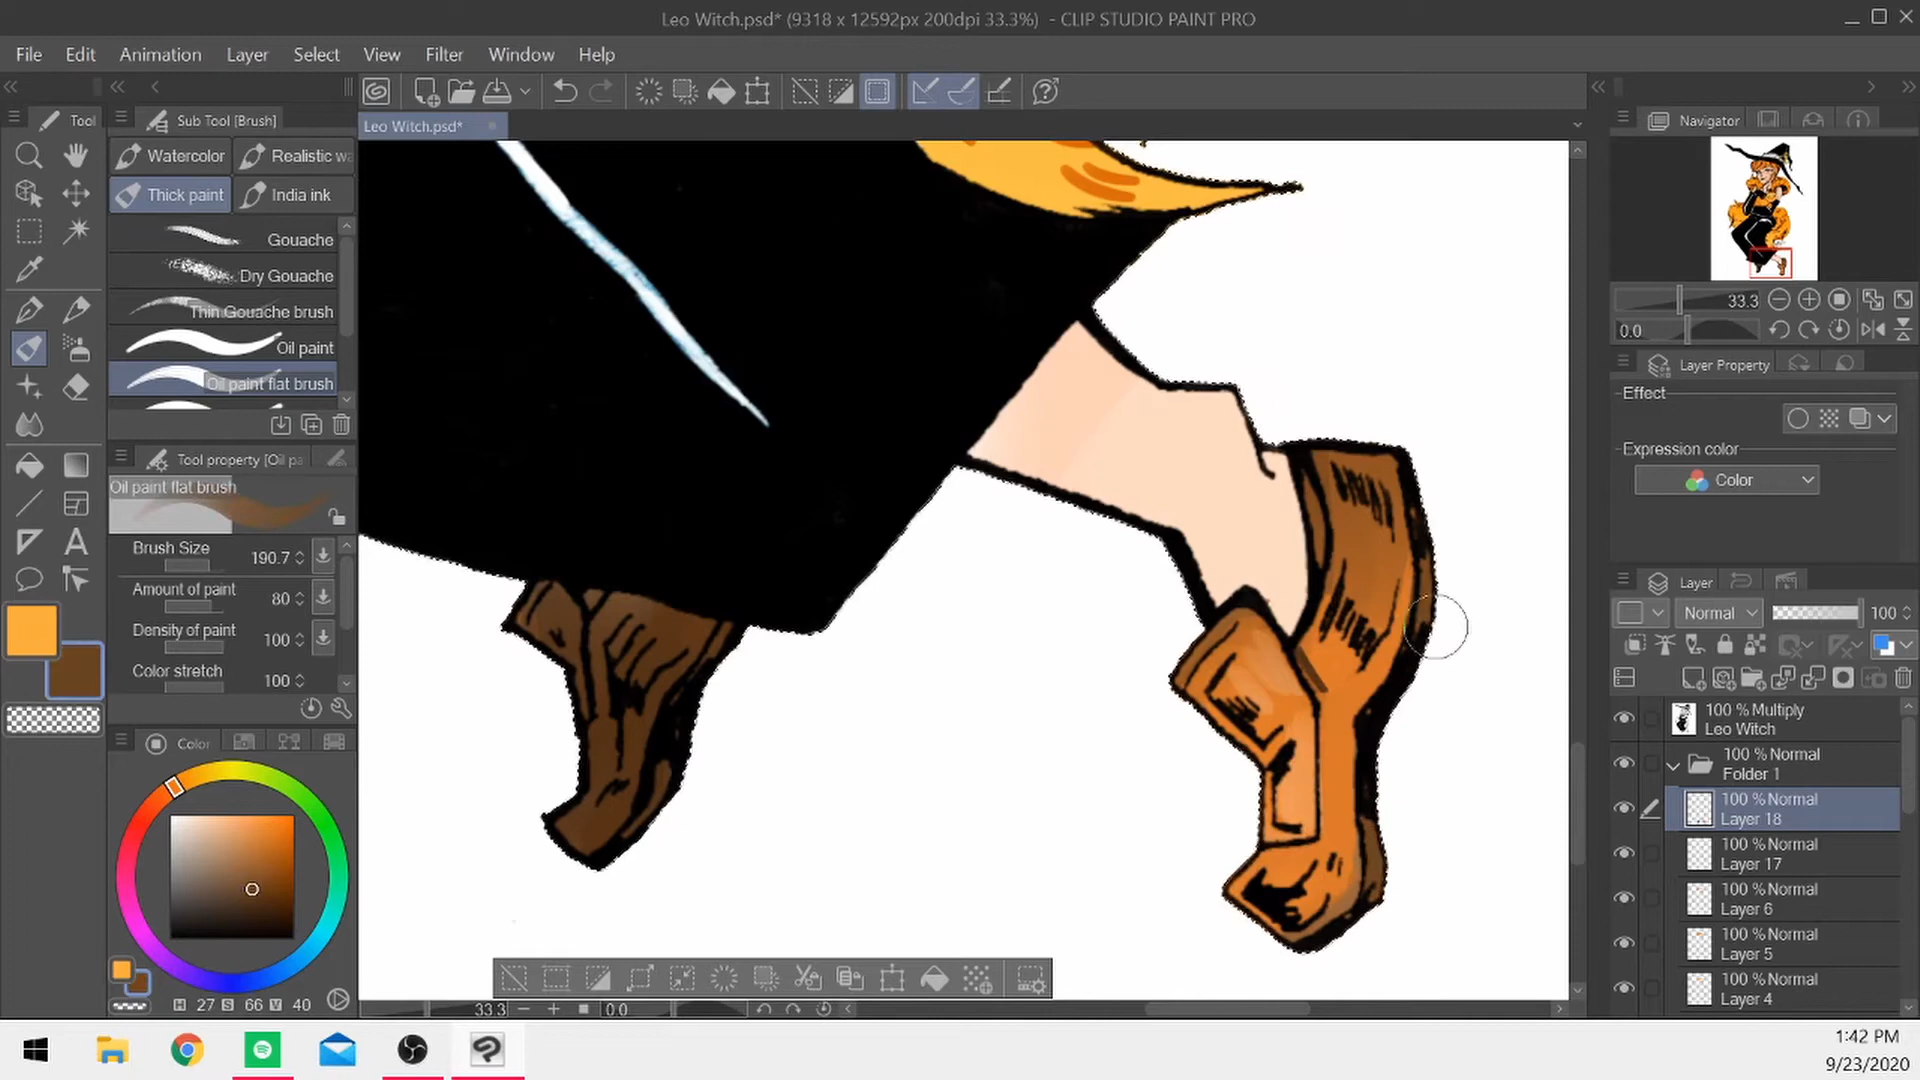 Leo Witch.psd* (9318 x 12592px 200dpi 33.3%) - CLIP STUDIO PAINT PRO
File Edit Animation Layer Select View Filter Window Help
Leo Witch.psd*
Tool
Sub Tool [Brush]
Watercolor
Realistic wa
Thick paint
India ink
Gouache
Dry Gouache
Thin Gouache brush
Oil paint
Oil paint flat brush
Tool property [Oil pa
Oil paint flat brush
Brush Size 190.7
Amount of paint 80
Density of paint 100
Color stretch 100
Color
H 27 S 66 V 40
33.3 0.0
Navigator
33.3
0.0
Layer Property
Effect
Expression color
Color
Layer
Normal 100
100 % Multiply
Leo Witch
100 % Normal
Folder 1
100 % Normal
Layer 18
100 % Normal
Layer 17
100 % Normal
Layer 6
100 % Normal
Layer 5
100 % Normal
Layer 4
1:42 PM
9/23/2020